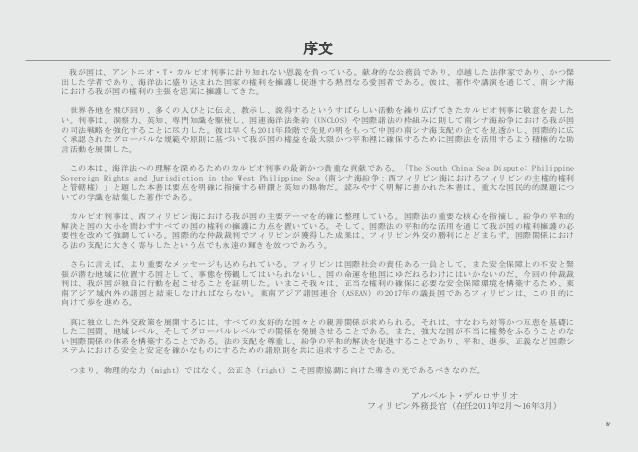 序文
我が国は、アントニオ・T・カルピオ判事に計り知れない恩義を負っている。献身的な公務員であり、卓越した法律家であり、かつ傑
出した学者であり、海洋法に盛り込まれた国家の権利を擁護し促進する熱烈なる愛国者である。彼は、著作や講演を通じて、南シナ海
における我が国の権利の主張を忠実に擁護してきた。
世界各地を飛び回り、多くの人びとに伝え、教示し、説得するというすばらしい活動を繰り広げてきたカルピオ判事に敬意を表した
い。判事は、洞察力、英知、専門知識を駆使し、国連海洋法条約（UNCLOS）や国際諸法の枠組みに則して南シナ海紛争における我が国
の司法戦略を強化することに尽力した。彼は早くも2011年段階で先見の明をもって中国の南シナ海支配の企てを見透かし、国際的に広
く承認されたグローバルな規範や原則に基づいて我が国の権益を最大限かつ平和裡に確保するために国際法を活用するよう積極的な助
言活動を展開した。
この本は、海洋法への理解を深めるためのカルピオ判事の最新かつ貴重な貢献である。「The South China Sea Dispute: Philippine
Sovereign Rights and Jurisdiction in the West Philippine Sea（南シナ海紛争：西フィリピン海におけるフィリピンの主権的権利
と管轄権）」と題した本書は要点を明確に指摘する研鑽と英知の賜物だ。読みやすく明解に書かれた本書は、重大な国民的的課題につ
いての学識を結集した著作である。
カルピオ判事は、西フィリピン海における我が国の主要テーマを的確に整理している。国際法の重要な核心を指摘し、紛争の平和的
解決と国の大小を問わずすべての国の権利の擁護に力点を置いている。そして、国際法の平和的な活用を通じて我が国の権利擁護の必
要性を改めて強調している。国際的な仲裁裁判でフィリピンが獲得した成果は、フィリピン外交の勝利にとどまらず、国際関係におけ
る法の支配に大きく寄与したという点でも永遠の輝きを放つであろう。
さらに言えば、より重要なメッセージも込められている。フィリピンは国際社会の責任ある一員として、また安全保障上の不安と緊
張が潜む地域に位置する国として、事態を傍観してはいられないし、国の命運を他国にゆだねるわけにはいかないのだ。今回の仲裁裁
判は、我が国が独自に行動を起こせることを証明した。いまこそ我々は、正当な権利の確保に必要な安全保障環境を構築するため、東
南アジア域内外の諸国と結束しなければならない。東南アジア諸国連合（ASEAN）の2017年の議長国であるフィリピンは、この目的に
向けて歩を進める。
真に独立した外交政策を展開するには、すべての友好的な国々との親善関係が求められる。それは、すなわち対等かつ互恵を基礎に
した二国間、地域レベル、そしてグローバルレベルでの関係を発展させることである。また、強大な国が不当に権勢をふるうことのな
い国際関係の体系を構築することである。法の支配を尊重し、紛争の平和的解決を促進することであり、平和、進歩、正義など国際シ
ステムにおける安全と安定を確かなものにするための諸原則を共に追求することである。
つまり、物理的な力（might）ではなく、公正さ（right）こそ国際協調に向けた導きの光であるべきなのだ。
アルベルト・デルロサリオ
フィリピン外務長官（在任2011年2月〜16年3月）
iv